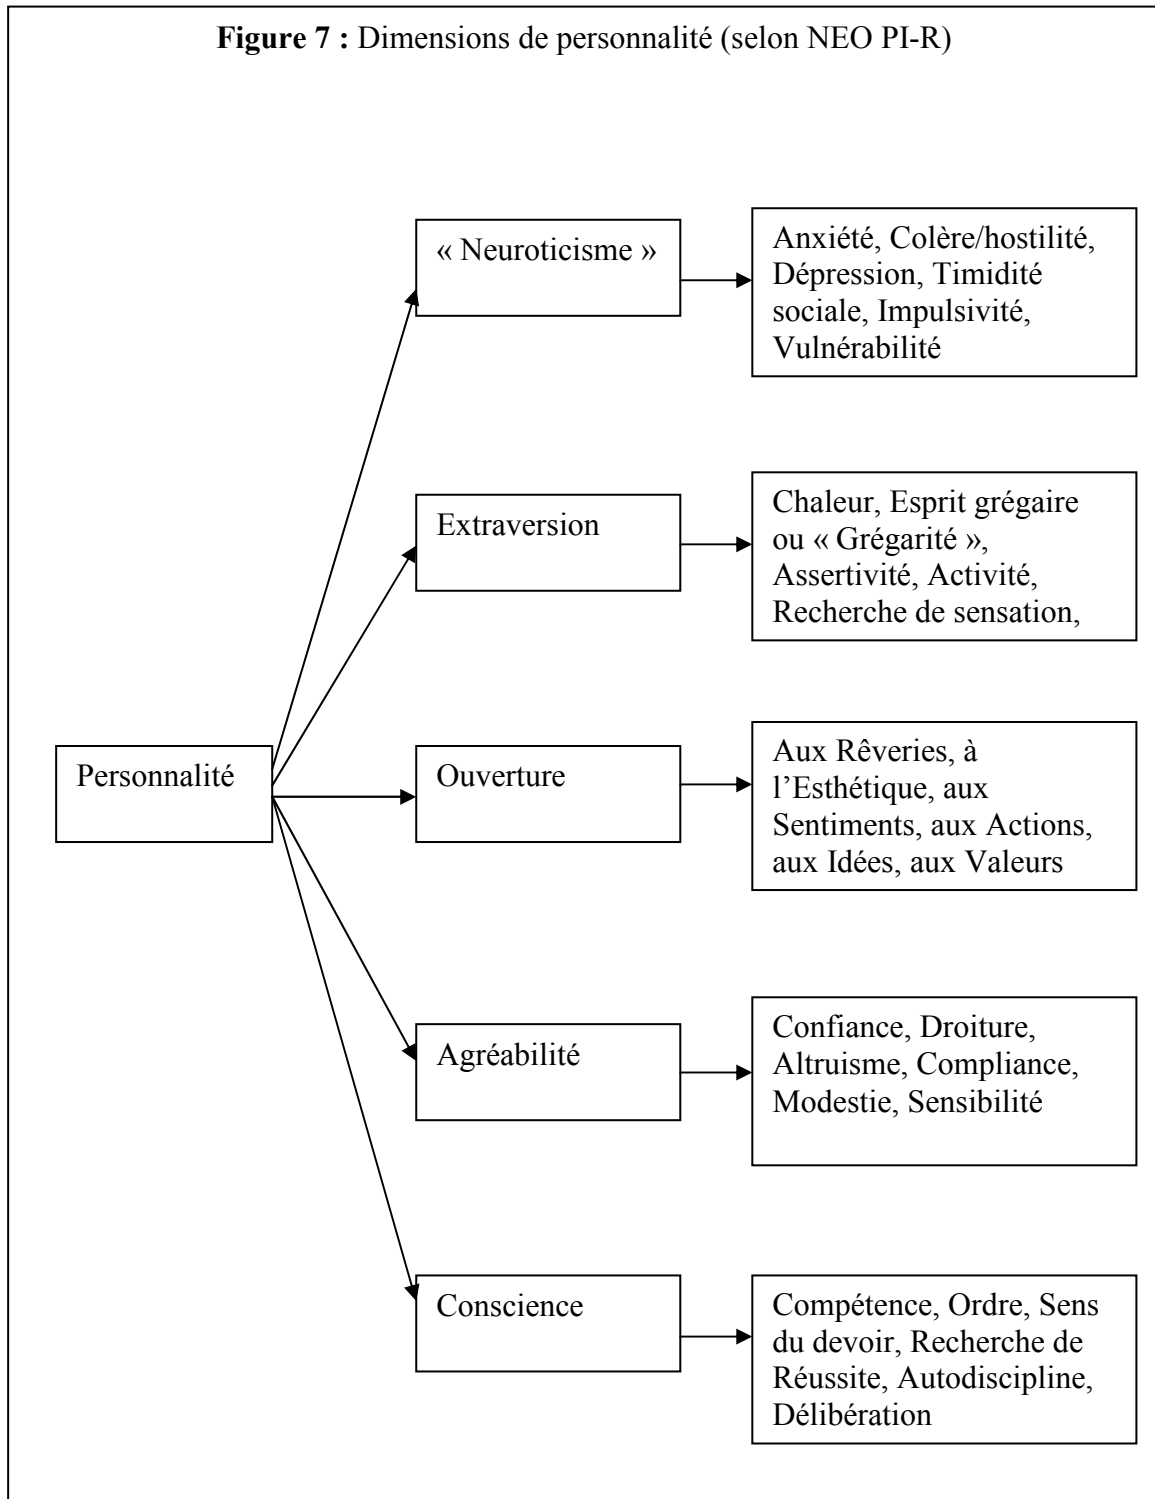 Figure 7 : Dimensions de personnalité (selon NEO PI-R)
« Neuroticisme »
Anxiété, Colère/hostilité,
Dépression, Timidité
sociale, Impulsivité,
Vulnérabilité
Extraversion
Chaleur, Esprit grégaire
ou « Grégarité »,
Assertivité, Activité,
Recherche de sensation,
Personnalité
Ouverture
Aux Rêveries, à
l’Esthétique, aux
Sentiments, aux Actions,
aux Idées, aux Valeurs
Agréabilité
Confiance, Droiture,
Altruisme, Compliance,
Modestie, Sensibilité
Conscience
Compétence, Ordre, Sens
du devoir, Recherche de
Réussite, Autodiscipline,
Délibération